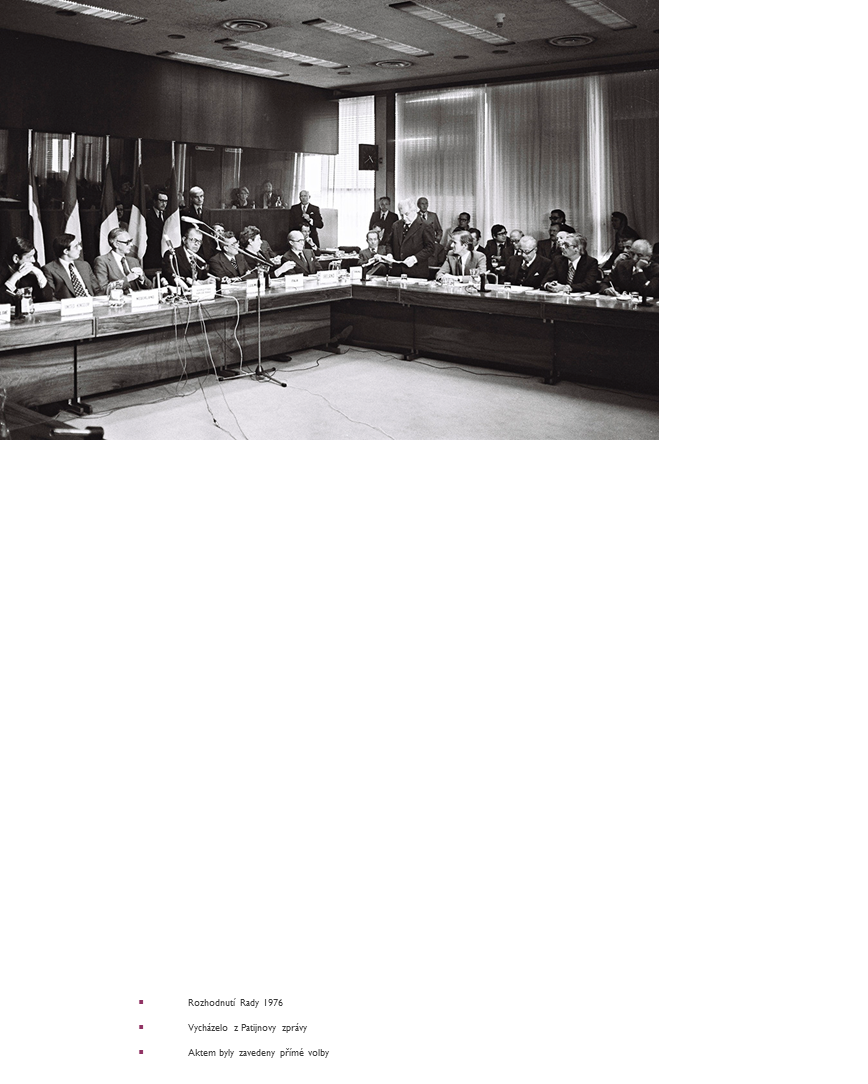 Rozhodnutí Rady 1976
Vycházelo z Patijnovy zprávy
Aktem byly zavedeny přímé volby